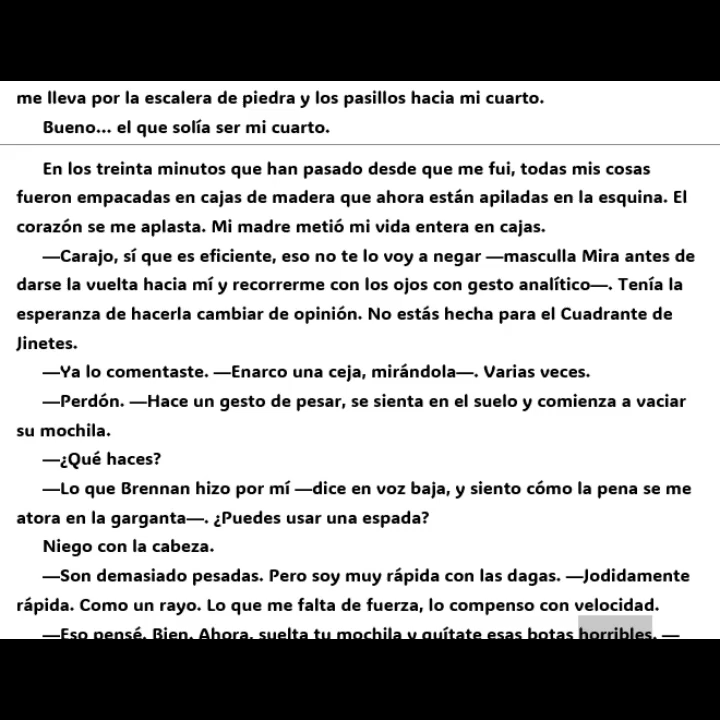 me lleva por la escalera de piedra y los pasillos hacia mi cuarto.
Bueno... el que solía ser mi cuarto.
En los treinta minutos que han pasado desde que me fui, todas mis cosas
fueron empacadas en cajas de madera que ahora están apiladas en la esquina. El
corazón se me aplasta. Mi madre metió mi vida entera en cajas.
—Carajo, sí que es eficiente, eso no te lo voy a negar —masculla Mira antes de
darse la vuelta hacia mí y recorrerme con los ojos con gesto analítico—. Tenía la
esperanza de hacerla cambiar de opinión. No estás hecha para el Cuadrante de
Jinetes.
—Ya lo comentaste. —Enarco una ceja, mirándola—. Varias veces.
—Perdón. —Hace un gesto de pesar, se sienta en el suelo y comienza a vaciar
su mochila.
—¿Qué haces?
—Lo que Brennan hizo por mí —dice en voz baja, y siento cómo la pena se me
atora en la garganta—. ¿Puedes usar una espada?
Niego con la cabeza.
—Son demasiado pesadas. Pero soy muy rápida con las dagas. —Jodidamente
rápida. Como un rayo. Lo que me falta de fuerza, lo compenso con velocidad.
—Eso pensé. Bien. Ahora, suelta tu mochila y quítate esas botas horribles. —